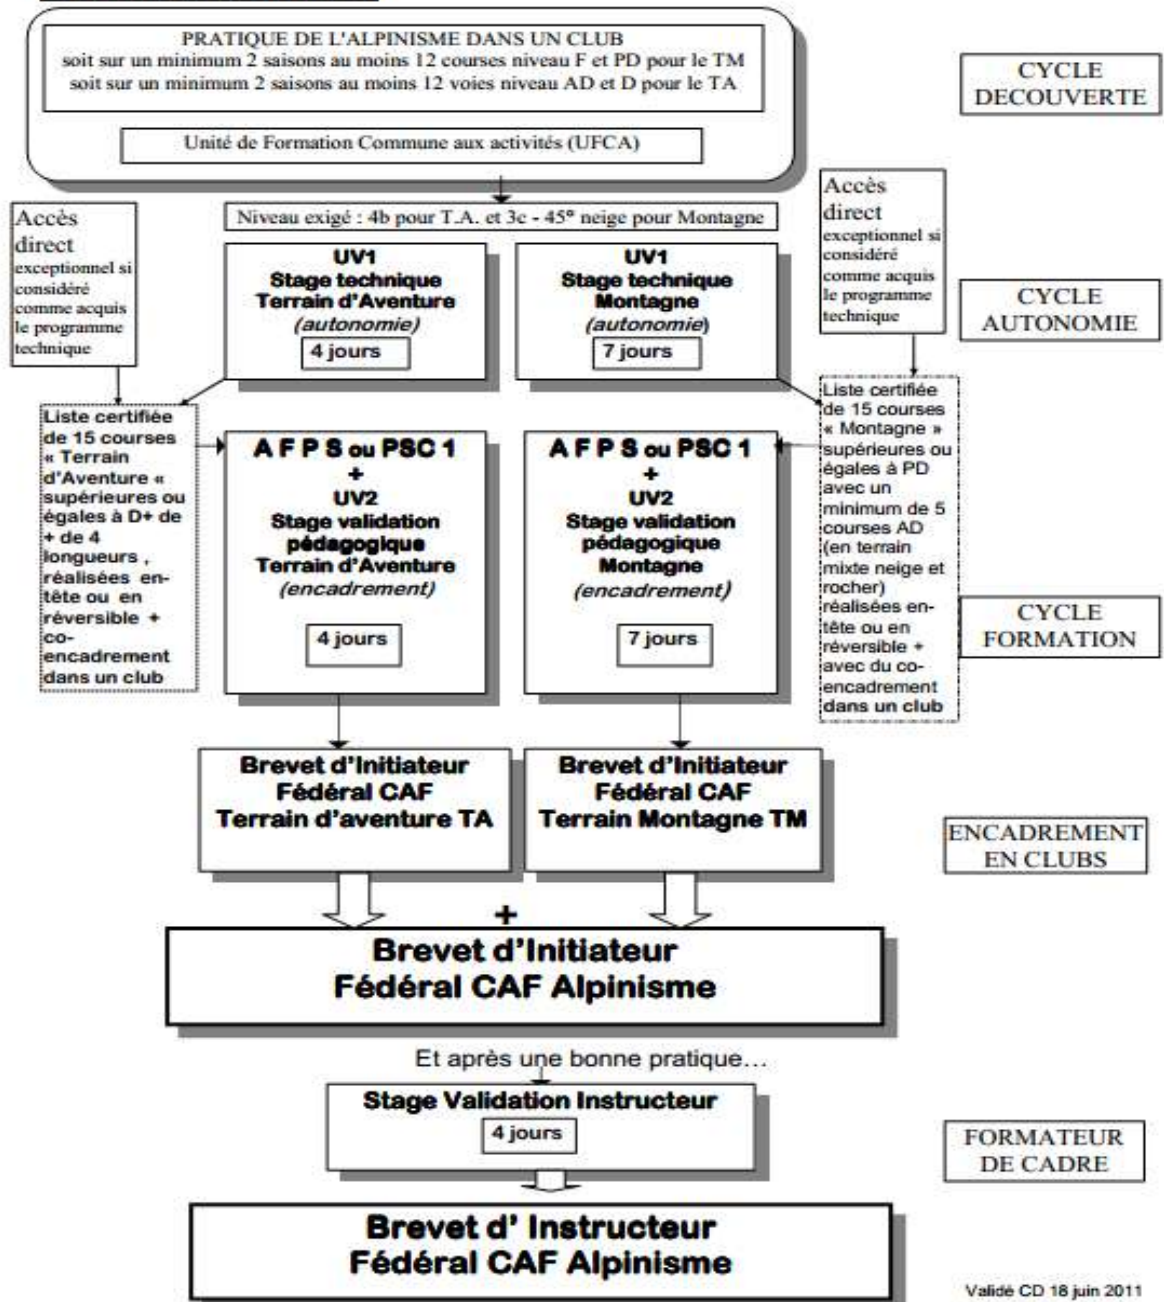 PRATIQUE DE L'ALPINISME DANS UN CLUB
soit sur un minimum 2 saisons au moins 12 courses niveau F et PD pour le TM
soit sur un minimum 2 saisons au moins 12 voies niveau AD et D pour le TA
Unité de Formation Commune aux activités (UFCA)
CYCLE
DECOUVERTE
Accès
direct
exceptionnel si
considéré
comme acquis
le programme
technique
Niveau exigé : 4b pour T.A. et 3c - 45° neige pour Montagne
UV1
Stage technique
Terrain d'Aventure
(autonomie)
4 jours
UV1
Stage technique
Montagne
(autonomie)
7 jours
Accès
direct
exceptionnel si
considéré
comme acquis
le programme
technique
CYCLE
AUTONOMIE
Liste certifiée
de 15 courses
« Terrain
d'Aventure «
supérieures ou
égales à D+ de
+ de 4
longueurs ,
réalisées en-
tête ou en
réversible +
co-
encadrement
dans un club
A F P S ou PSC 1
+
UV2
Stage validation
pédagogique
Terrain d'Aventure
(encadrement)
4 jours
A F P S ou PSC 1
+
UV2
Stage validation
pédagogique
Montagne
(encadrement)
7 jours
Liste certifiée
de 15 courses
« Montagne »
supérieures ou
égales à PD
avec un
minimum de 5
courses AD
(en terrain
mixte neige et
rocher)
réalisées en-
tête ou en
réversible +
avec du co-
encadrement
dans un club
CYCLE
FORMATION
Brevet d'Initiateur
Fédéral CAF
Terrain d'aventure TA
Brevet d'Initiateur
Fédéral CAF
Terrain Montagne TM
ENCADREMENT
EN CLUBS
+
Brevet d'Initiateur
Fédéral CAF Alpinisme
Et après une bonne pratique…
Stage Validation Instructeur
4 jours
FORMATEUR
DE CADRE
Brevet d' Instructeur
Fédéral CAF Alpinisme
Validé CD 18 juin 2011